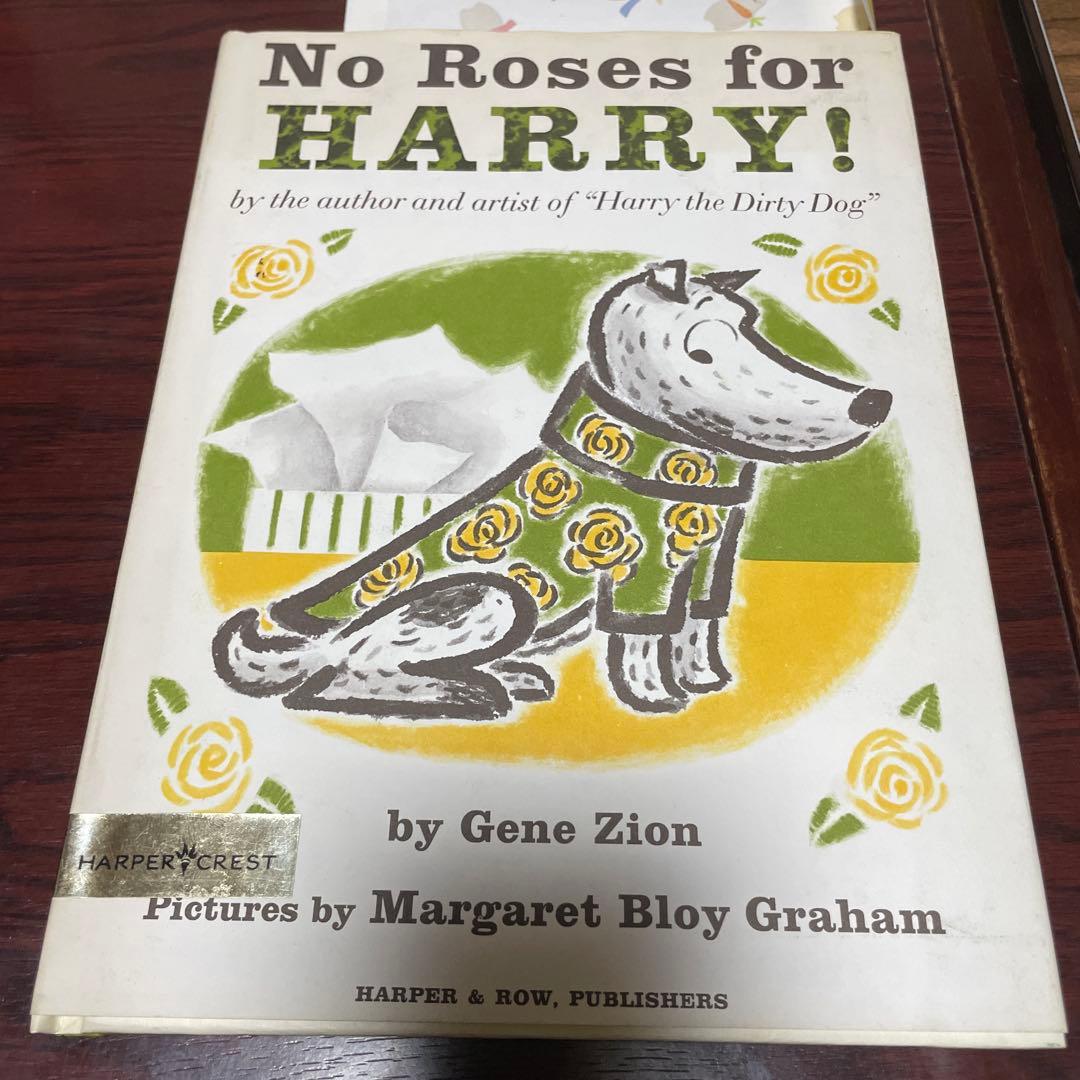 No Roses for
HARRY!
by the author and artist of “Harry the Dirty Dog”
by Gene Zion
HARPER CREST
Pictures by Margaret Bloy Graham
HARPER & ROW, PUBLISHERS